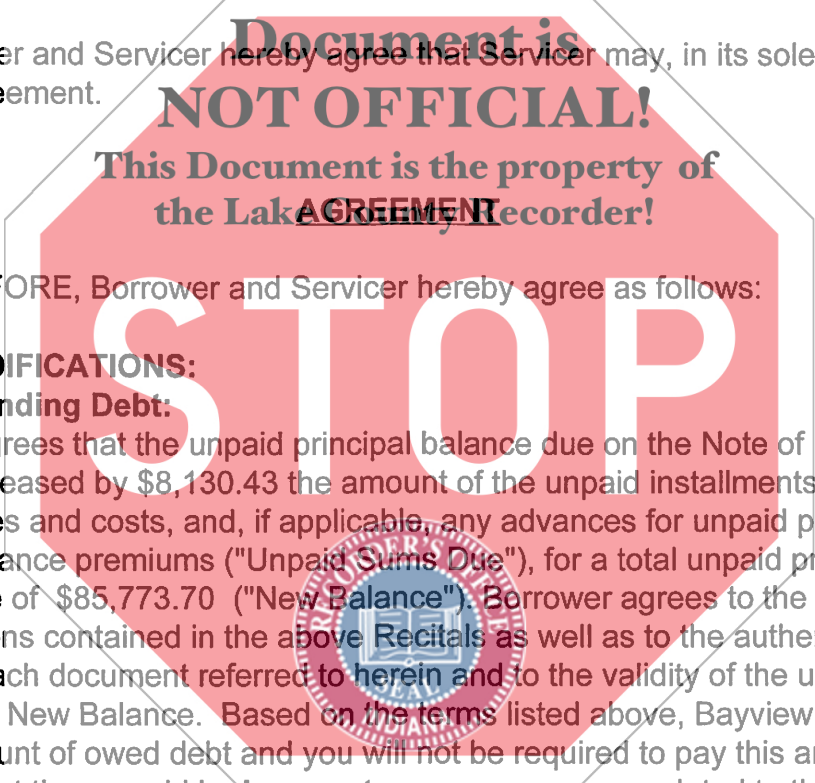 Document is
er and Servicer hereby agree that Servicer may, in its sole
eement.
NOT OFFICIAL!
This Document is the property of
the Lake County Recorder!
AGREEMENT
FORE, Borrower and Servicer hereby agree as follows:
STOP
DIFICATIONS:
nding Debt:
grees that the unpaid principal balance due on the Note of
eased by $8,130.43 the amount of the unpaid installments
es and costs, and, if applicable, any advances for unpaid p
ance premiums ("Unpaid Sums Due"), for a total unpaid pr
of $85,773.70 ("New Balance"). Borrower agrees to the
ns contained in the above Recitals as well as to the authe
ach document referred to herein and to the validity of the u
New Balance. Based on the terms listed above, Bayview
unt of owed debt and you will not be required to pay this a
RECORDER'S OFFICE
SEAL
INDIANA